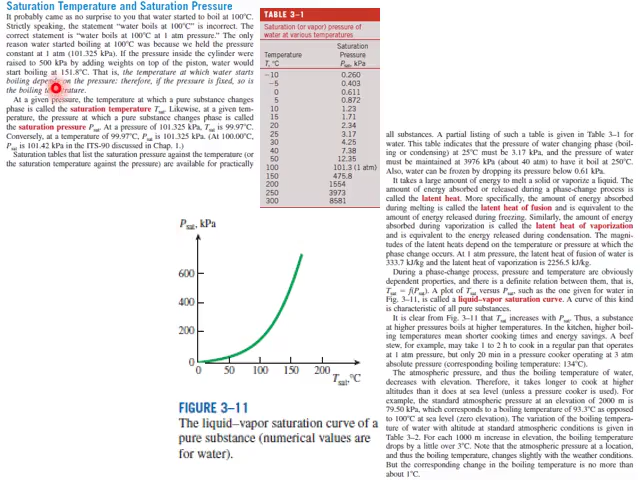 Saturation Temperature and Saturation Pressure
It probably came as no surprise to you that water started to boil at 100°C.
Strictly speaking, the statement “water boils at 100°C” is incorrect. The
correct statement is “water boils at 100°C at 1 atm pressure.” The only
reason water started boiling at 100°C was because we held the pressure
constant at 1 atm (101.325 kPa). If the pressure inside the cylinder were
raised to 500 kPa by adding weights on top of the piston, water would
start boiling at 151.8°C. That is, the temperature at which water starts
boiling depends on the pressure: therefore, if the pressure is fixed, so is
the boiling temperature.
At a given pressure, the temperature at which a pure substance changes
phase is called the saturation temperature Tsat. Likewise, at a given tem-
perature, the pressure at which a pure substance changes phase is called
the saturation pressure Psat. At a pressure of 101.325 kPa, Tsat is 99.97°C.
Conversely, at a temperature of 99.97°C, Psat is 101.325 kPa. (At 100.00°C,
Psat is 101.42 kPa in the ITS-90 discussed in Chap. 1.)
Saturation tables that list the saturation pressure against the temperature (or
the saturation temperature against the pressure) are available for practically
TABLE 3–1
Saturation (or vapor) pressure of
water at various temperatures
Saturation
Temperature Pressure
T, °C Psat, kPa
−10 0.260
−5 0.403
0 0.611
5 0.872
10 1.23
15 1.71
20 2.34
25 3.17
30 4.25
40 7.38
50 12.35
100 101.3 (1 atm)
150 475.8
200 1554
250 3973
300 8581
Psat, kPa
600
400
200
0
0 50 100 150 200
Tsat, °C
FIGURE 3–11
The liquid–vapor saturation curve of a
pure substance (numerical values are
for water).
all substances. A partial listing of such a table is given in Table 3–1 for
water. This table indicates that the pressure of water changing phase (boil-
ing or condensing) at 25°C must be 3.17 kPa, and the pressure of water
must be maintained at 3976 kPa (about 40 atm) to have it boil at 250°C.
Also, water can be frozen by dropping its pressure below 0.61 kPa.
It takes a large amount of energy to melt a solid or vaporize a liquid. The
amount of energy absorbed or released during a phase-change process is
called the latent heat. More specifically, the amount of energy absorbed
during melting is called the latent heat of fusion and is equivalent to the
amount of energy released during freezing. Similarly, the amount of energy
absorbed during vaporization is called the latent heat of vaporization
and is equivalent to the energy released during condensation. The magni-
tudes of the latent heats depend on the temperature or pressure at which the
phase change occurs. At 1 atm pressure, the latent heat of fusion of water is
333.7 kJ/kg and the latent heat of vaporization is 2256.5 kJ/kg.
During a phase-change process, pressure and temperature are obviously
dependent properties, and there is a definite relation between them, that is,
Tsat = f(Psat). A plot of Tsat versus Psat, such as the one given for water in
Fig. 3–11, is called a liquid–vapor saturation curve. A curve of this kind
is characteristic of all pure substances.
It is clear from Fig. 3–11 that Tsat increases with Psat. Thus, a substance
at higher pressures boils at higher temperatures. In the kitchen, higher boil-
ing temperatures mean shorter cooking times and energy savings. A beef
stew, for example, may take 1 to 2 h to cook in a regular pan that operates
at 1 atm pressure, but only 20 min in a pressure cooker operating at 3 atm
absolute pressure (corresponding boiling temperature: 134°C).
The atmospheric pressure, and thus the boiling temperature of water,
decreases with elevation. Therefore, it takes longer to cook at higher
altitudes than it does at sea level (unless a pressure cooker is used). For
example, the standard atmospheric pressure at an elevation of 2000 m is
79.50 kPa, which corresponds to a boiling temperature of 93.3°C as opposed
to 100°C at sea level (zero elevation). The variation of the boiling tempera-
ture of water with altitude at standard atmospheric conditions is given in
Table 3–2. For each 1000 m increase in elevation, the boiling temperature
drops by a little over 3°C. Note that the atmospheric pressure at a location,
and thus the boiling temperature, changes slightly with the weather conditions.
But the corresponding change in the boiling temperature is no more than
about 1°C.